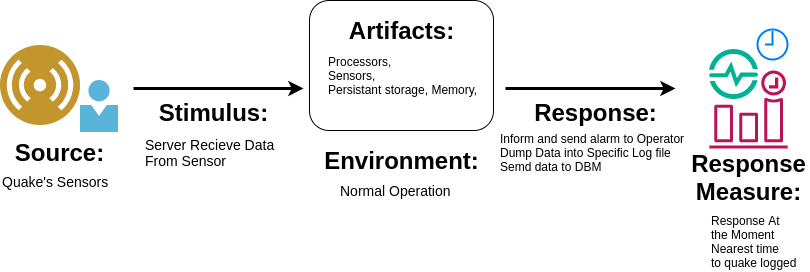 Source:
Quake's Sensors
Stimulus:
Server Recieve Data
From Sensor
Artifacts:
Processors,
Sensors,
Persistant storage, Memory,
Environment:
Normal Operation
Response:
Inform and send alarm to Operator
Dump Data into Specific Log file
Semd data to DBM
Response
Measure:
Response At
the Moment
Nearest time
to quake logged